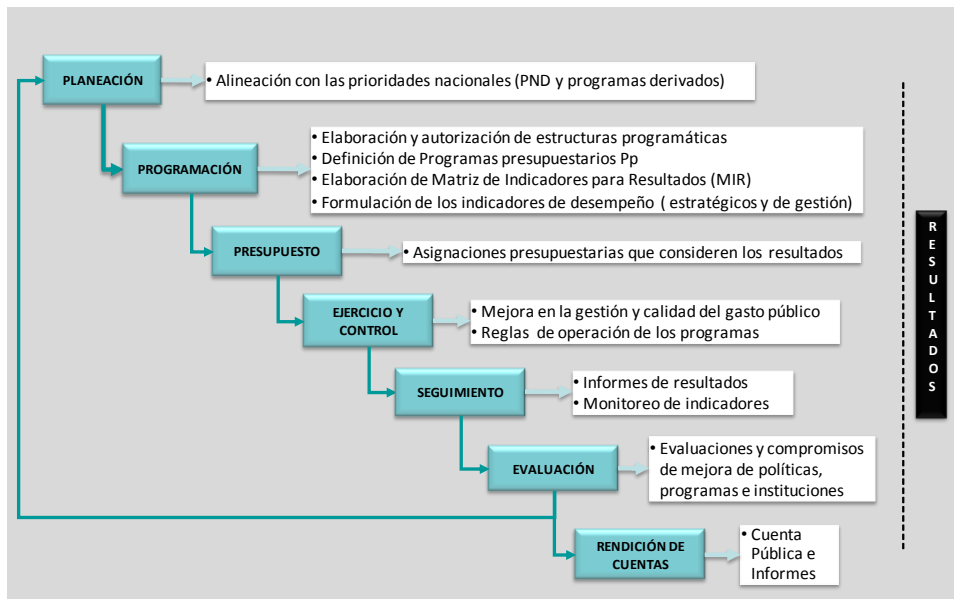 PLANEACIÓN
• Alineación con las prioridades nacionales (PND y programas derivados)
PROGRAMACIÓN
• Elaboración y autorización de estructuras programáticas
• Definición de Programas presupuestarios Pp
• Elaboración de Matriz de Indicadores para Resultados (MIR)
• Formulación de los indicadores de desempeño ( estratégicos y de gestión)
PRESUPUESTO
• Asignaciones presupuestarias que consideren los resultados
EJERCICIO Y
CONTROL
• Mejora en la gestión y calidad del gasto público
• Reglas de operación de los programas
SEGUIMIENTO
• Informes de resultados
• Monitoreo de indicadores
EVALUACIÓN
• Evaluaciones y compromisos
de mejora de políticas,
programas e instituciones
RENDICIÓN DE
CUENTAS
• Cuenta
Pública e
Informes
RESULTADOS